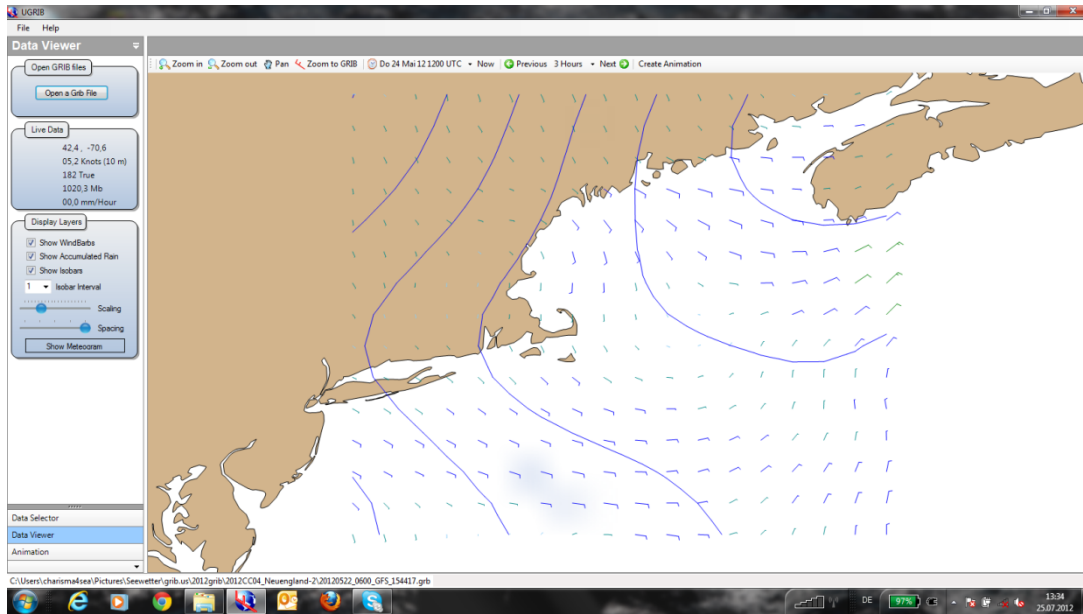 UGRIB
File Help
Data Viewer
Open GRIB files
Open a Grib File
Live Data
42,4 , -70,6
05,2 Knots (10 m)
182 True
1020,3 Mb
00,0 mm/Hour
Display Layers
Show WindBarbs
Show Accumulated Rain
Show Isobars
1 Isobar Interval
Scaling
Spacing
Show Meteogram
Zoom in Zoom out Pan Zoom to GRIB Do 24 Mai 12 1200 UTC Now Previous 3 Hours Next Create Animation
Data Selector
Data Viewer
Animation
C:\Users\charisma4sea\Pictures\Seewetter\grib.us\2012grib\2012CC04_Neuengland-2\20120522_0600_GFS_154417.grb
DE 97% 13:34
25.07.2012